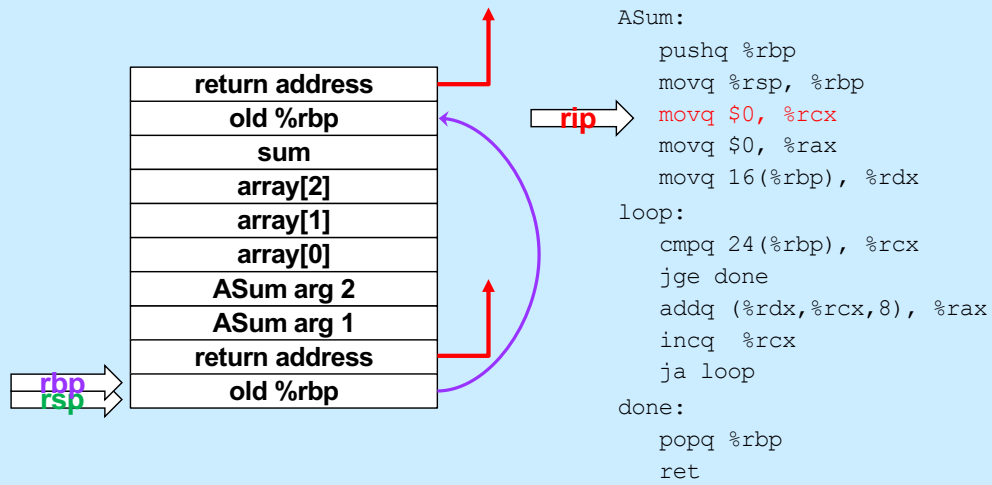 return address
old %rbp
sum
array[2]
array[1]
array[0]
ASum arg 2
ASum arg 1
return address
old %rbp
rbp
rsp
rip
ASum:
pushq %rbp
movq %rsp, %rbp
movq $0, %rcx
movq $0, %rax
movq 16(%rbp), %rdx
loop:
cmpq 24(%rbp), %rcx
jge done
addq (%rdx,%rcx,8), %rax
incq  %rcx
ja loop
done:
popq %rbp
ret